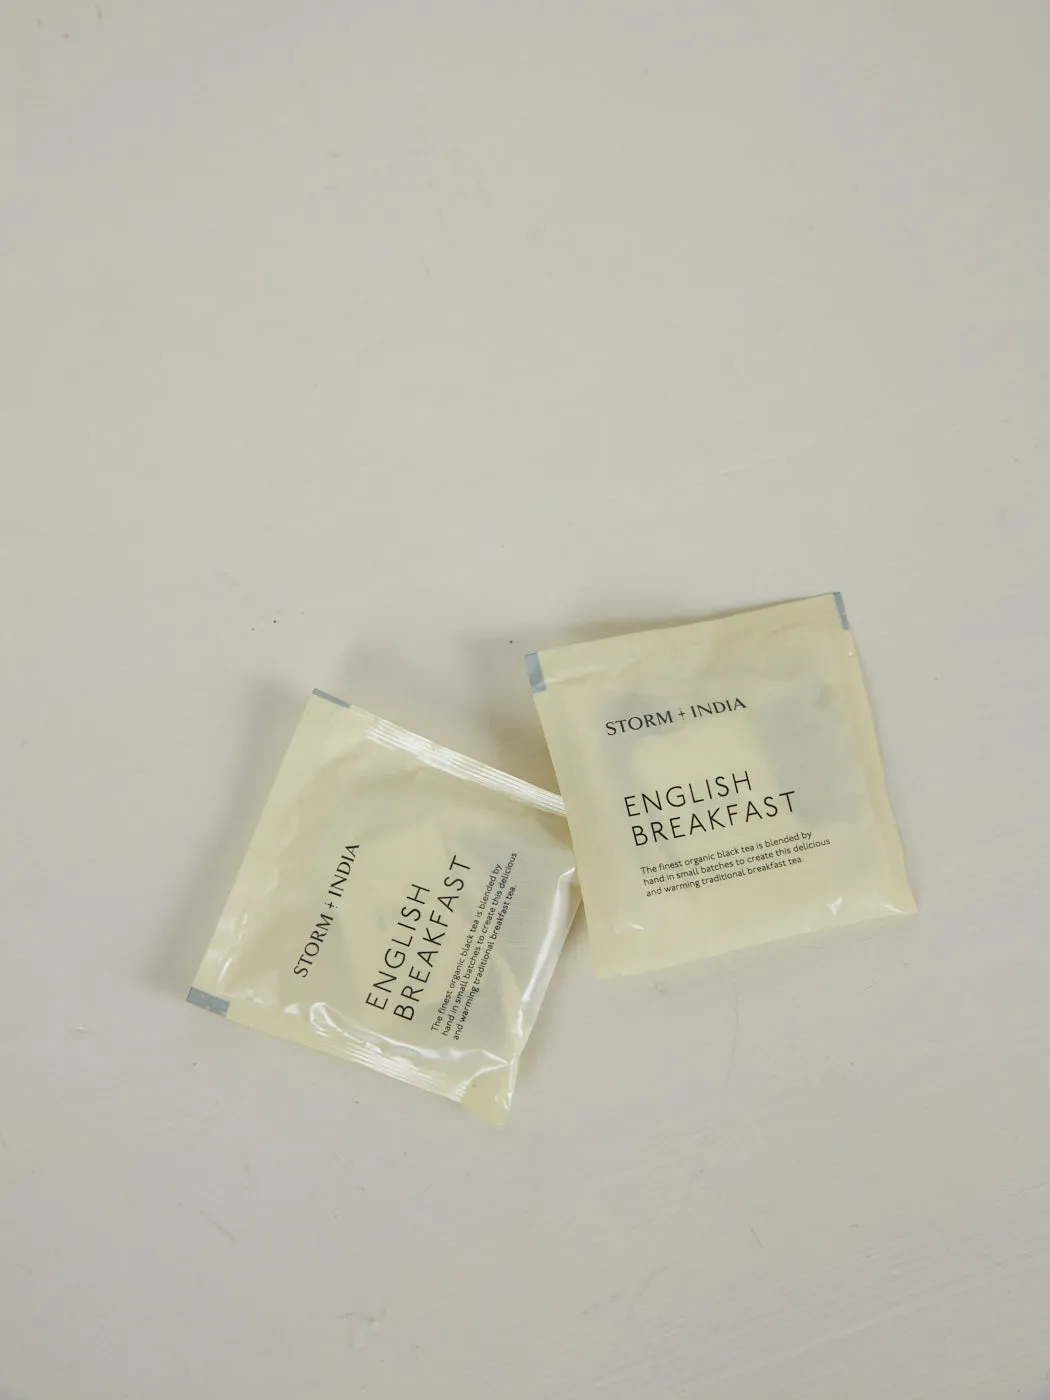 STORM + INDIA
ENGLISH
BREAKFAST
The finest organic black tea is blended by
hand in small batches to create this delicious
and warming traditional breakfast tea.
STORM + INDIA
ENGLISH
BREAKFAST
The finest organic black tea is blended by
hand in small batches to create this delicious
and warming traditional breakfast tea.